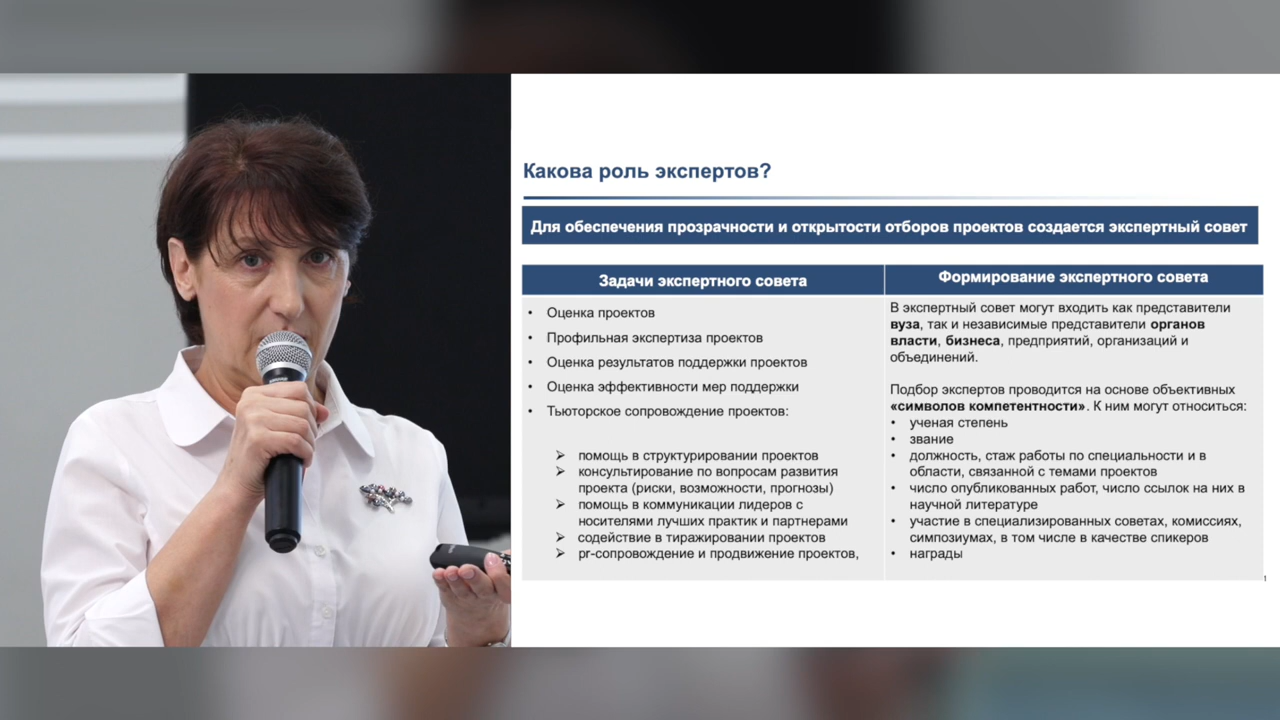 Какова роль экспертов?
Для обеспечения прозрачности и открытости отборов проектов создается экспертный совет
Задачи экспертного совета
• Оценка проектов
• Профильная экспертиза проектов
• Оценка результатов поддержки проектов
• Оценка эффективности мер поддержки
• Тьюторское сопровождение проектов:
➢ помощь в структурировании проектов
➢ консультирование по вопросам развития
проекта (риски, возможности, прогнозы)
➢ помощь в коммуникации лидеров с
носителями лучших практик и партнерами
➢ содействие в тиражировании проектов
➢ pr-сопровождение и продвижение проектов,
Формирование экспертного совета
В экспертный совет могут входить как представители
вуза, так и независимые представители органов
власти, бизнеса, предприятий, организаций и
объединений.
Подбор экспертов проводится на основе объективных
«символов компетентности». К ним могут относиться:
• ученая степень
• звание
• должность, стаж работы по специальности и в
области, связанной с темами проектов
• число опубликованных работ, число ссылок на них в
научной литературе
• участие в специализированных советах, комиссиях,
симпозиумах, в том числе в качестве спикеров
• награды
1